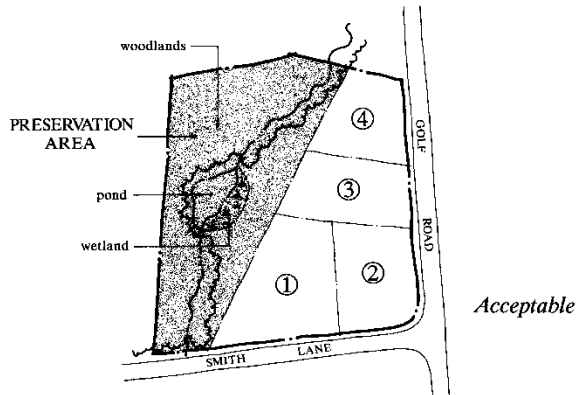 woodlands
PRESERVATION
AREA
④
GOLF ROAD
③
pond
wetland
①
②
Acceptable
SMITH LANE